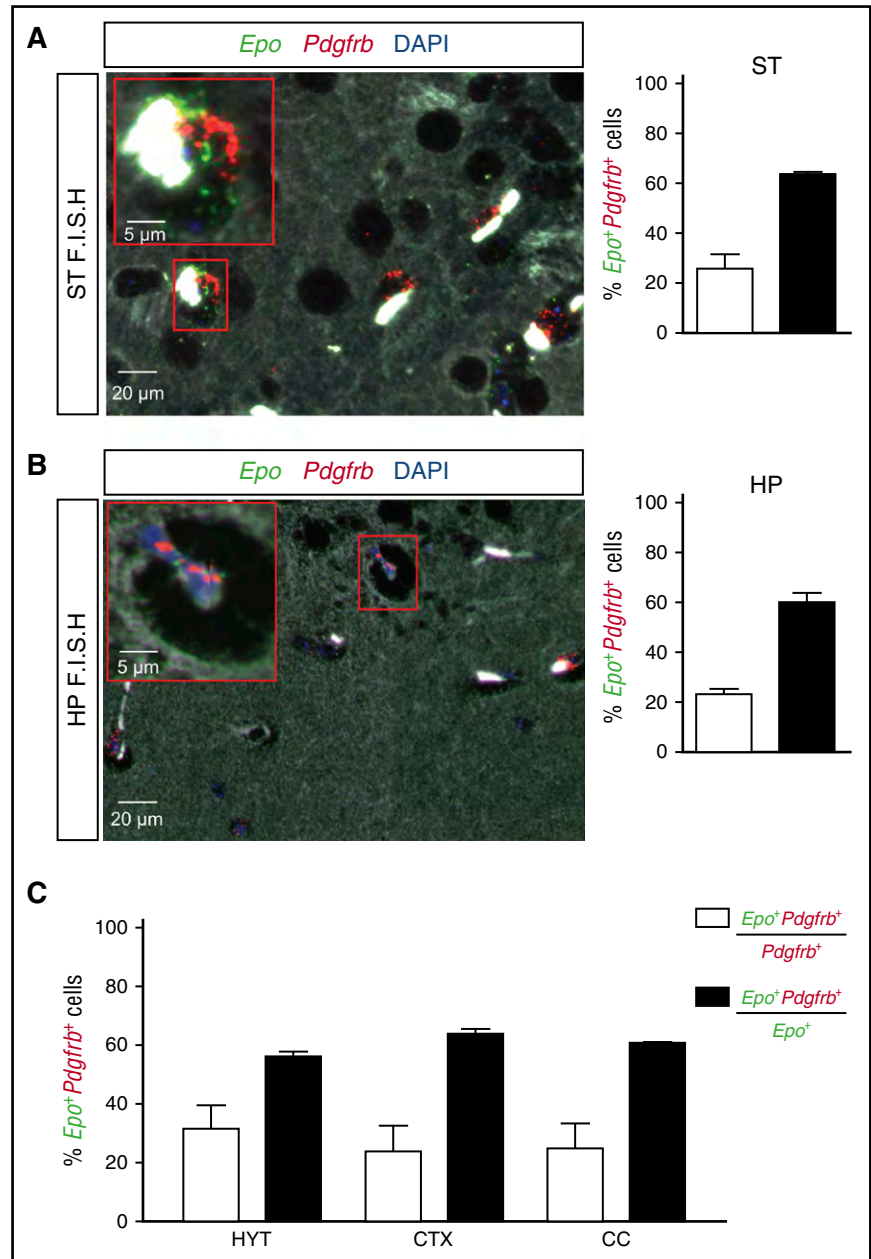 A
Epo Pdgfrb DAPI
ST F.I.S.H
5 µm
20 µm
ST
% Epo⁺Pdgfrb⁺ cells
100
80
60
40
20
0
B
Epo Pdgfrb DAPI
HP F.I.S.H
5 µm
20 µm
HP
% Epo⁺Pdgfrb⁺ cells
100
80
60
40
20
0
C
% Epo⁺Pdgfrb⁺ cells
100
80
60
40
20
0
HYT CTX CC
Epo⁺Pdgfrb⁺
Pdgfrb⁺
Epo⁺Pdgfrb⁺
Epo⁺